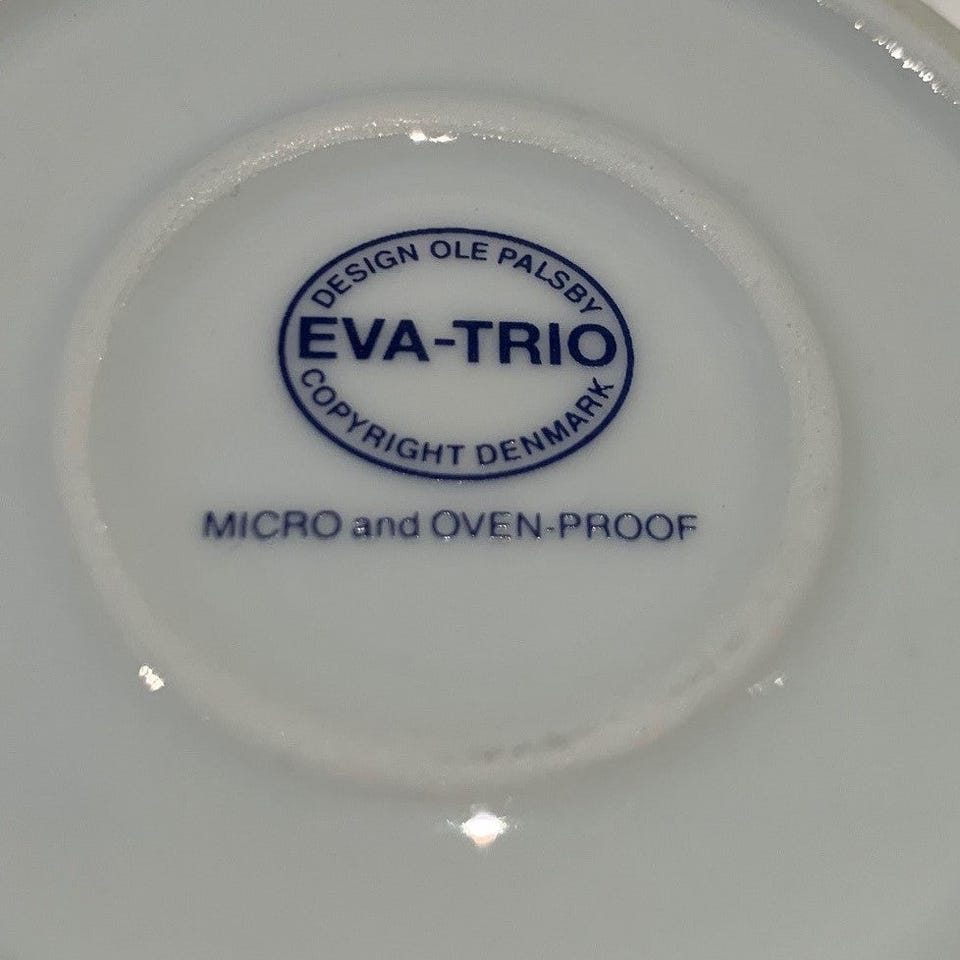 DESIGN OLE PALSBY
EVA-TRIO
COPYRIGHT DENMARK
MICRO and OVEN-PROOF